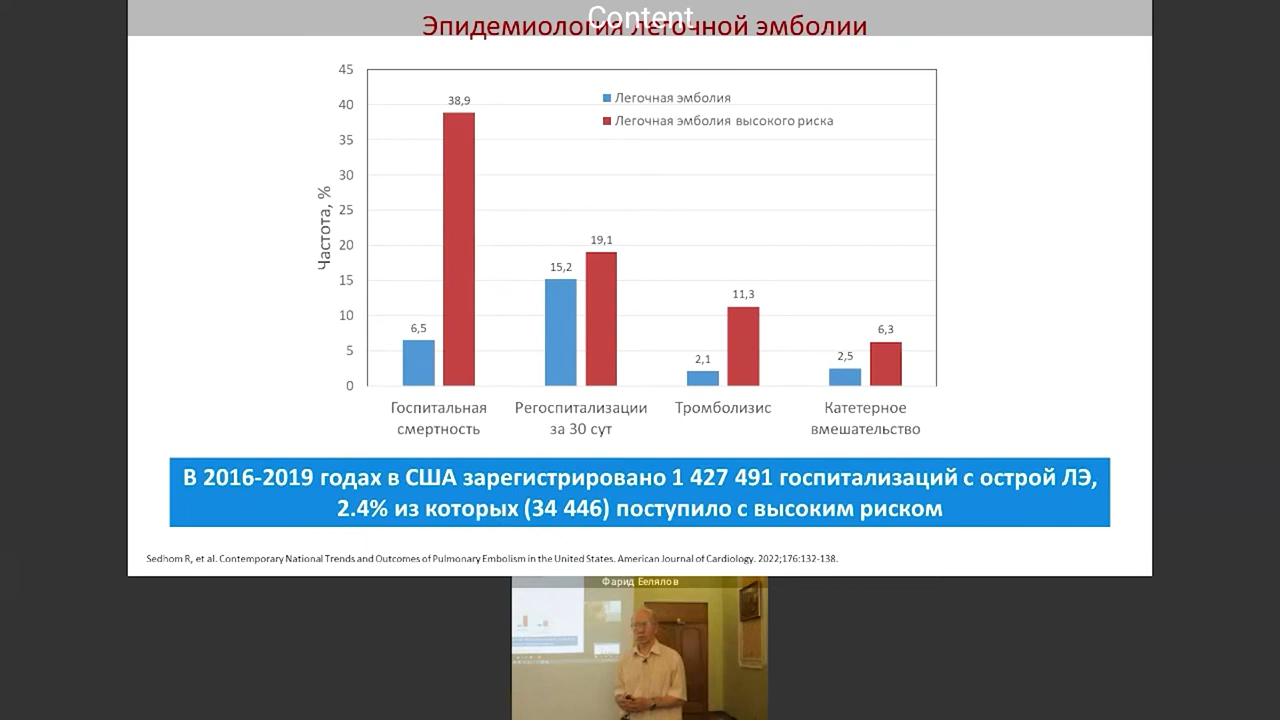 Content
Эпидемиология легочной эмболии
45
40
35
30
25
20
15
10
5
0
Частота, %
Легочная эмболия
Легочная эмболия высокого риска
6,5
38,9
15,2
19,1
2,1
11,3
2,5
6,3
Госпитальная
смертность
Регоспитализации
за 30 сут
Тромболизис
Катетерное
вмешательство
В 2016-2019 годах в США зарегистрировано 1 427 491 госпитализаций с острой ЛЭ,
2.4% из которых (34 446) поступило с высоким риском
Sedhom R, et al. Contemporary National Trends and Outcomes of Pulmonary Embolism in the United States. American Journal of Cardiology. 2022;176:132-138.
Фарид Белялов